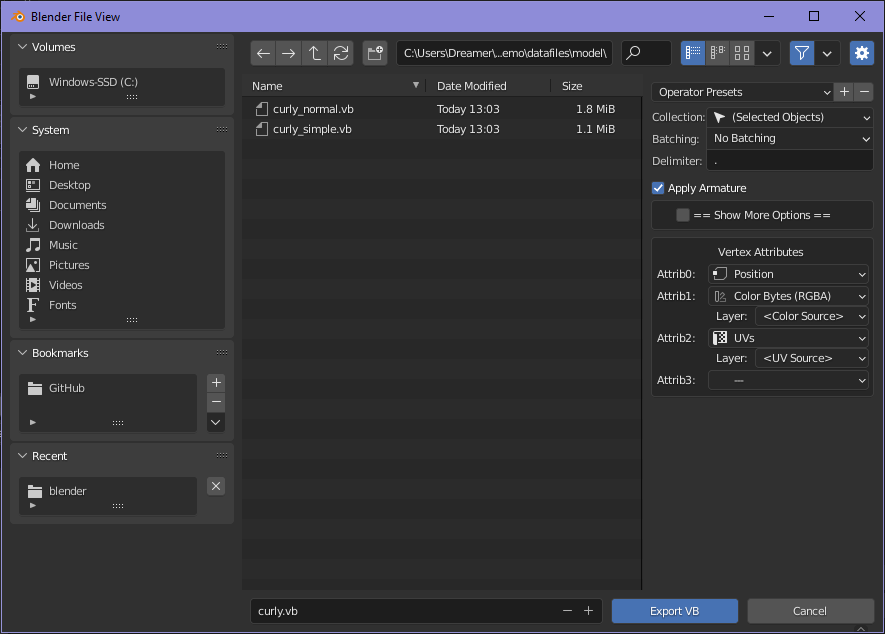 Blender File View
Volumes
Windows-SSD (C:)
System
Home
Desktop
Documents
Downloads
Music
Pictures
Videos
Fonts
Bookmarks
GitHub
Recent
blender
C:\Users\Dreamer\...emo\datafiles\model\
Name Date Modified Size
curly_normal.vb Today 13:03 1.8 MiB
curly_simple.vb Today 13:03 1.1 MiB
curly.vb
Operator Presets
Collection: (Selected Objects)
Batching: No Batching
Delimiter: .
Apply Armature
== Show More Options ==
Vertex Attributes
Attrib0: Position
Attrib1: Color Bytes (RGBA)
Layer: <Color Source>
Attrib2: UVs
Layer: <UV Source>
Attrib3: —
Export VB
Cancel